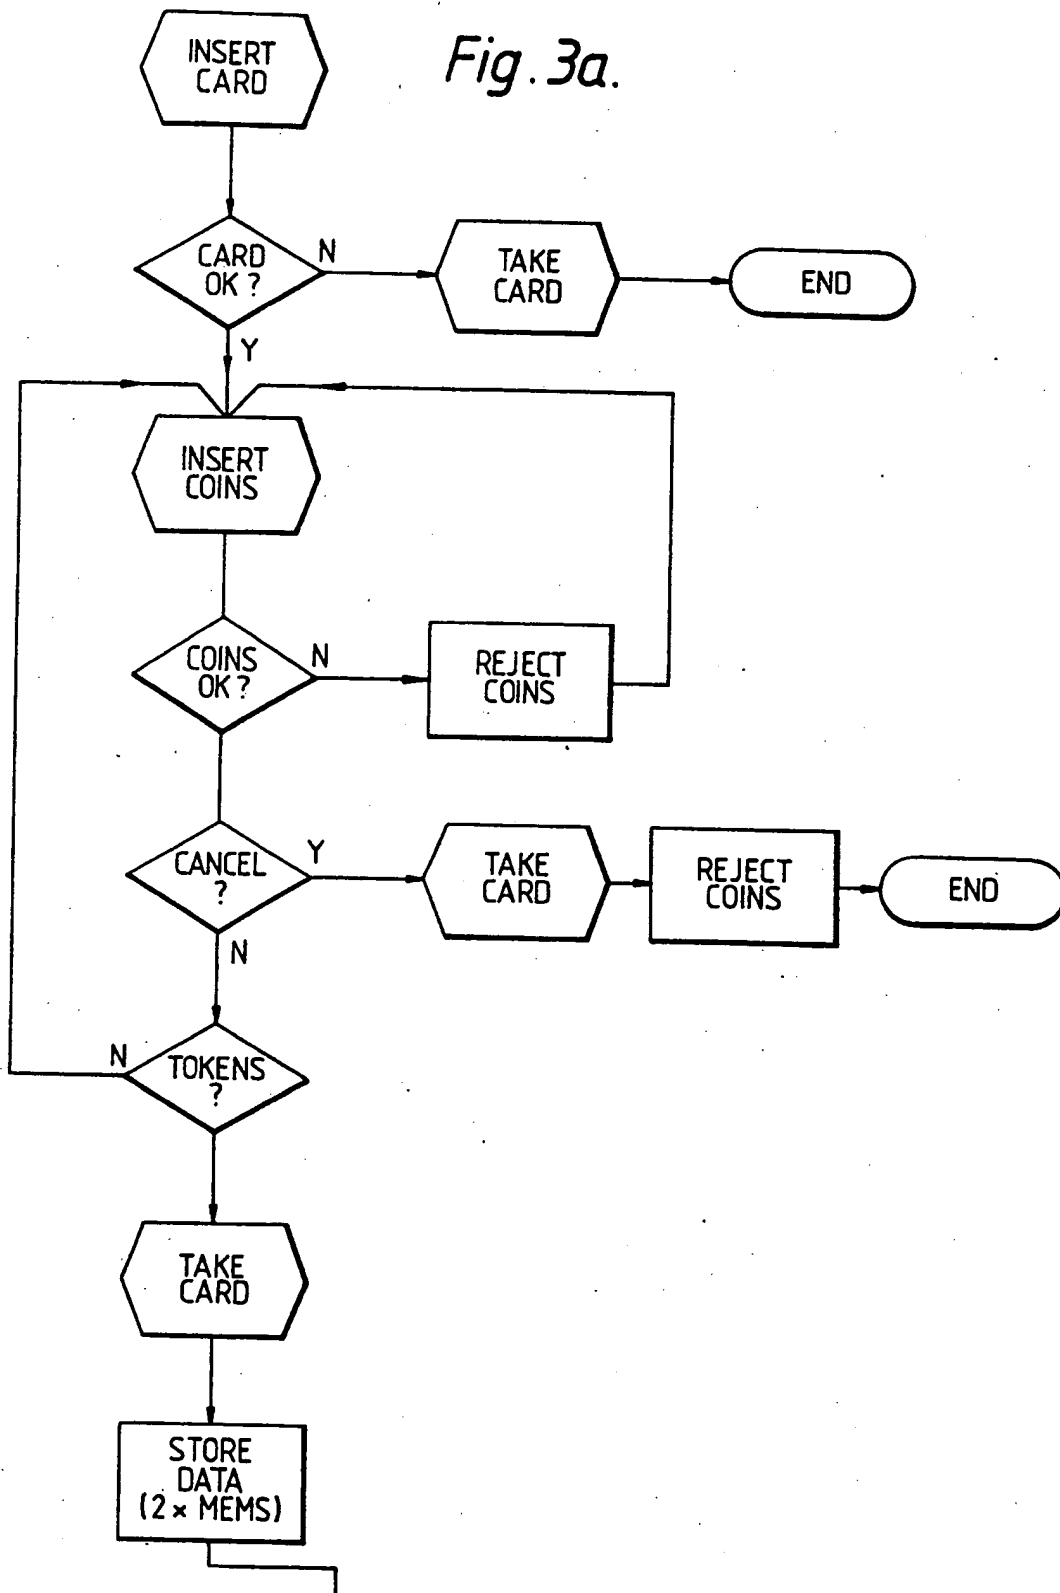 Fig. 3a.
INSERT
CARD
CARD
OK ?
N
TAKE
CARD
END
Y
INSERT
COINS
COINS
OK ?
N
REJECT
COINS
CANCEL
?
Y
TAKE
CARD
REJECT
COINS
END
N
TOKENS
?
N
TAKE
CARD
STORE
DATA
(2 x MEMS)